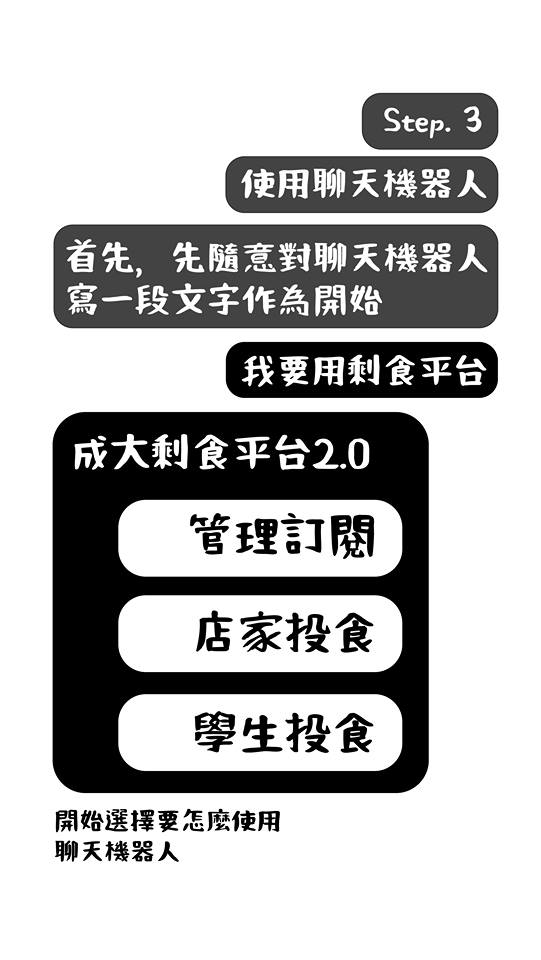 Step. 3
使用聊天機器人
首先，先隨意對聊天機器人
寫一段文字作為開始
我要用剩食平台
成大剩食平台2.0
管理訂閱
店家投食
學生投食
開始選擇要怎麼使用
聊天機器人